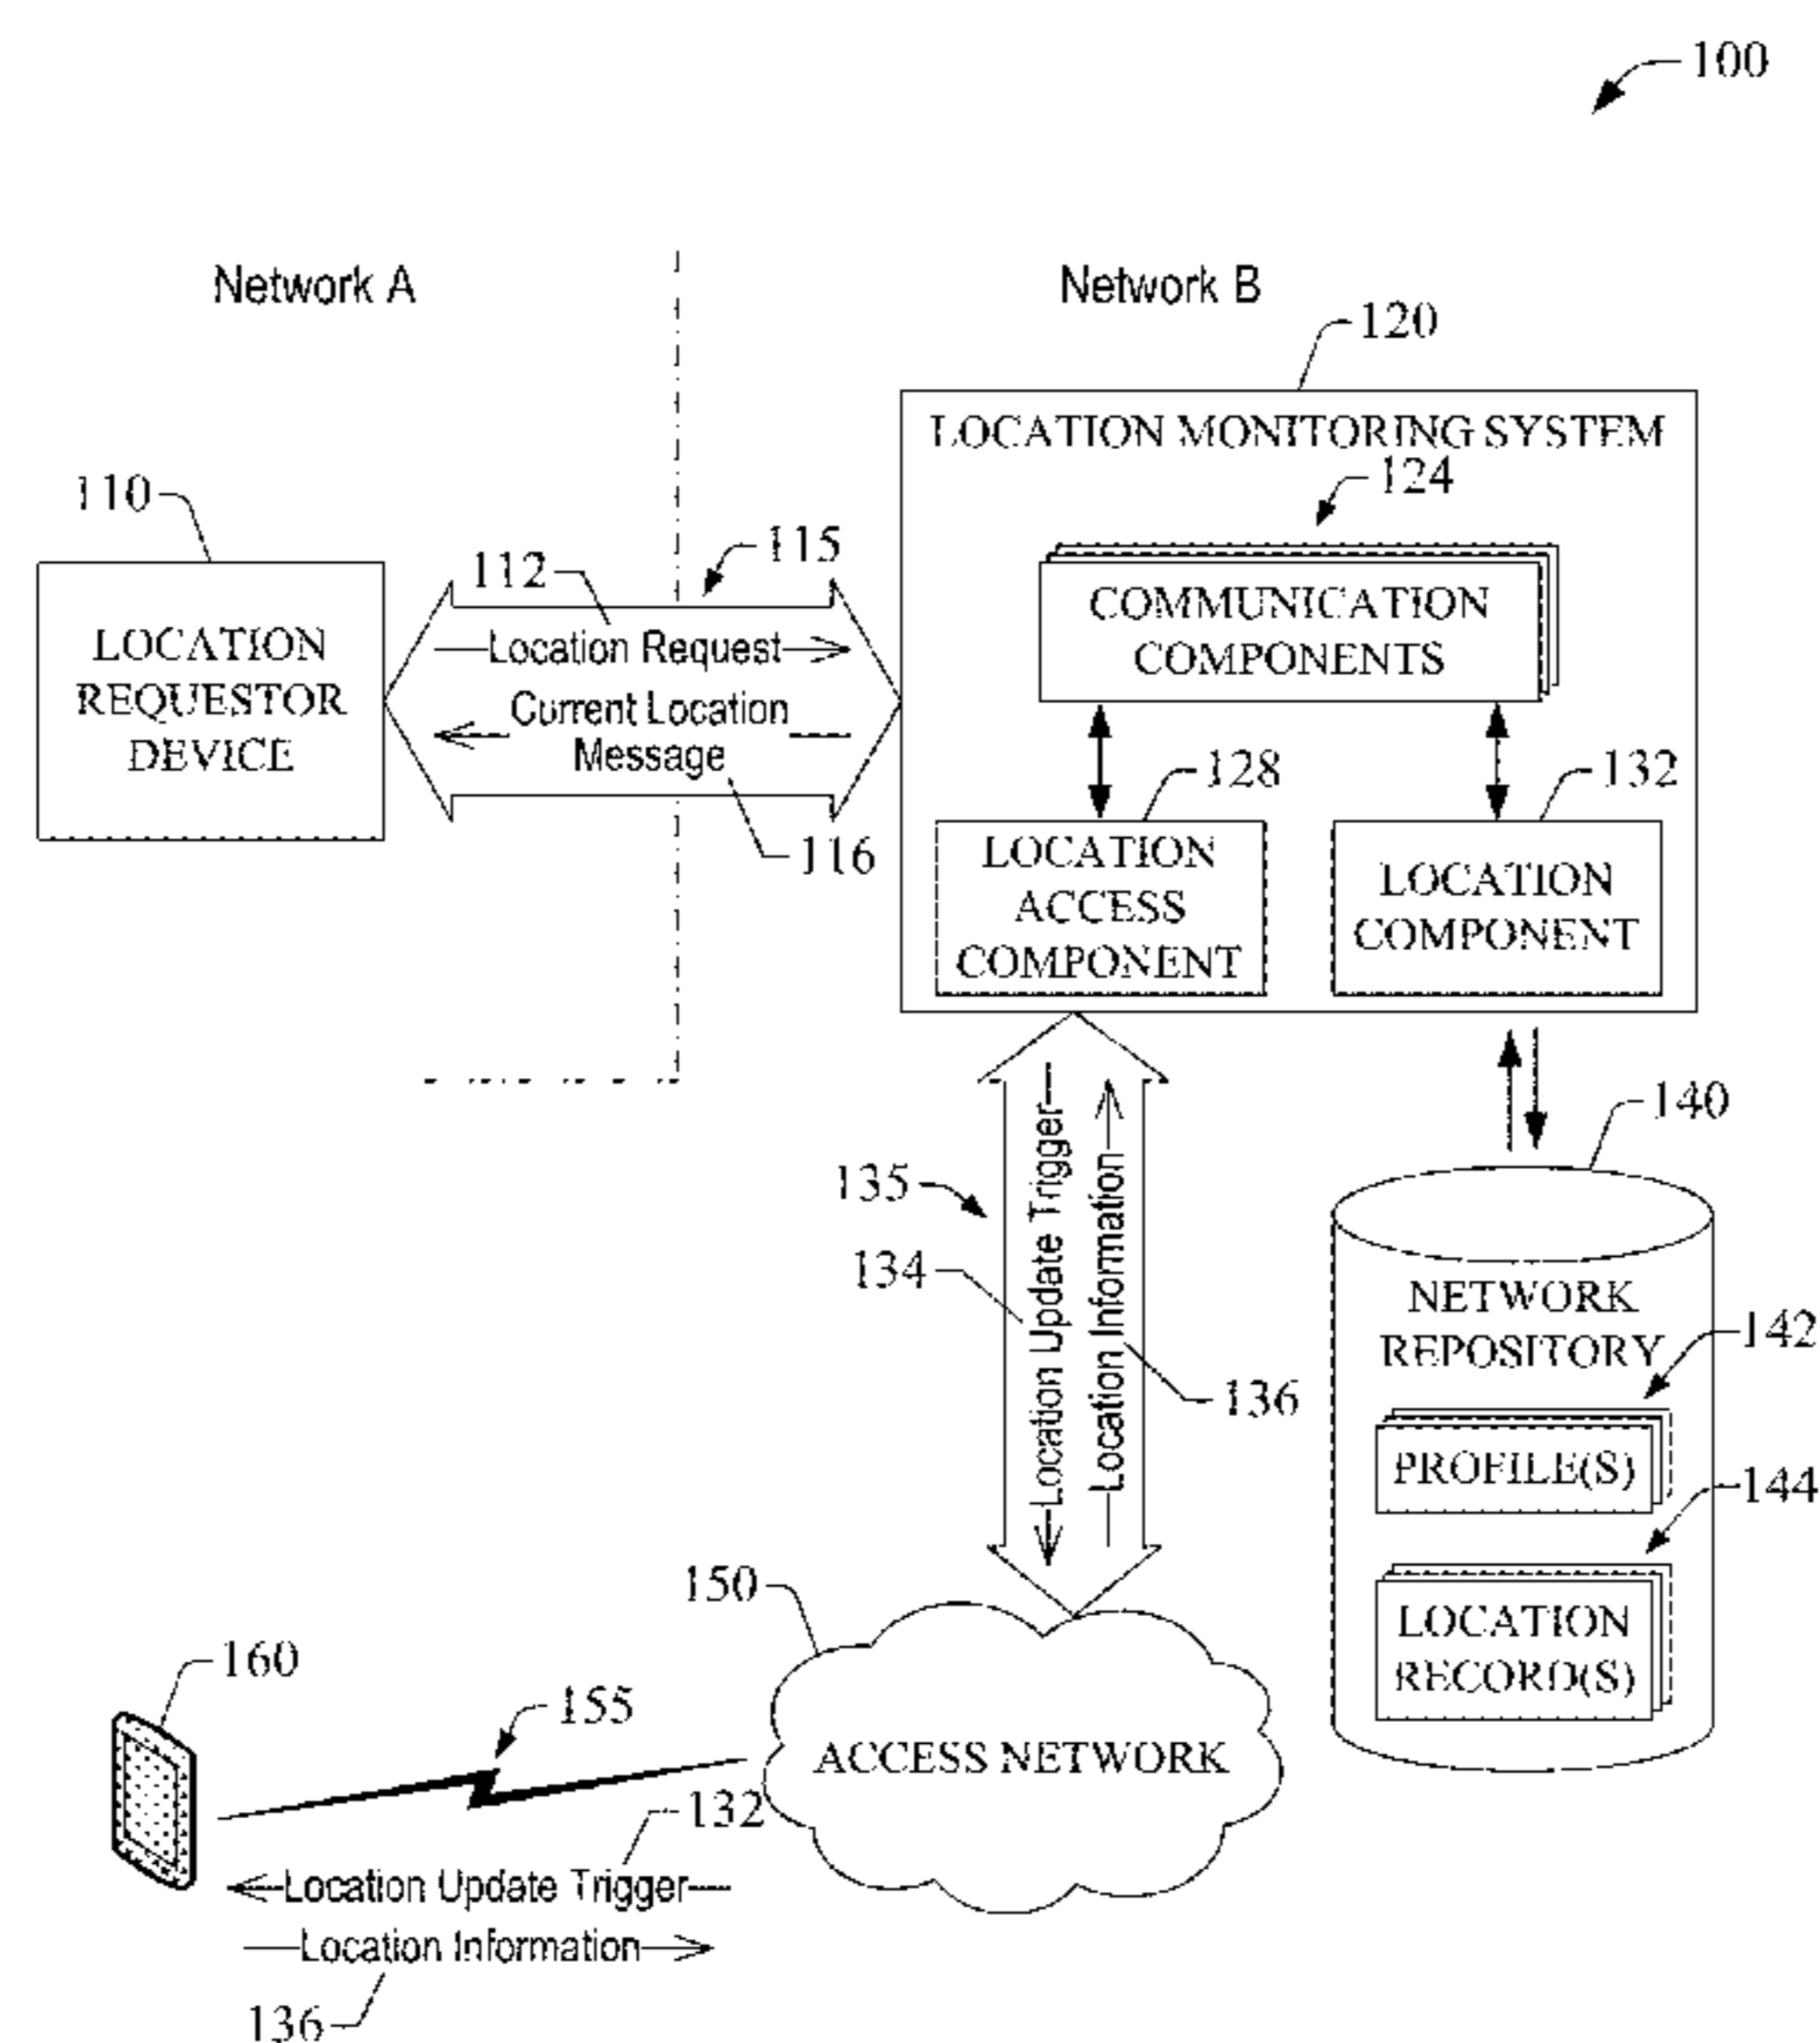 100
Network A
Network B
120
LOCATION MONITORING SYSTEM
124
110
115
112
COMMUNICATION
COMPONENTS
LOCATION
REQUESTOR
DEVICE
Location Request
Current Location
Message
116
128
132
LOCATION
ACCESS
COMPONENT
LOCATION
COMPONENT
135
134
Location Update Trigger
Location Information
136
140
NETWORK
REPOSITORY
142
PROFILE(S)
144
LOCATION
RECORD(S)
150
ACCESS NETWORK
160
155
132
Location Update Trigger
Location Information
136